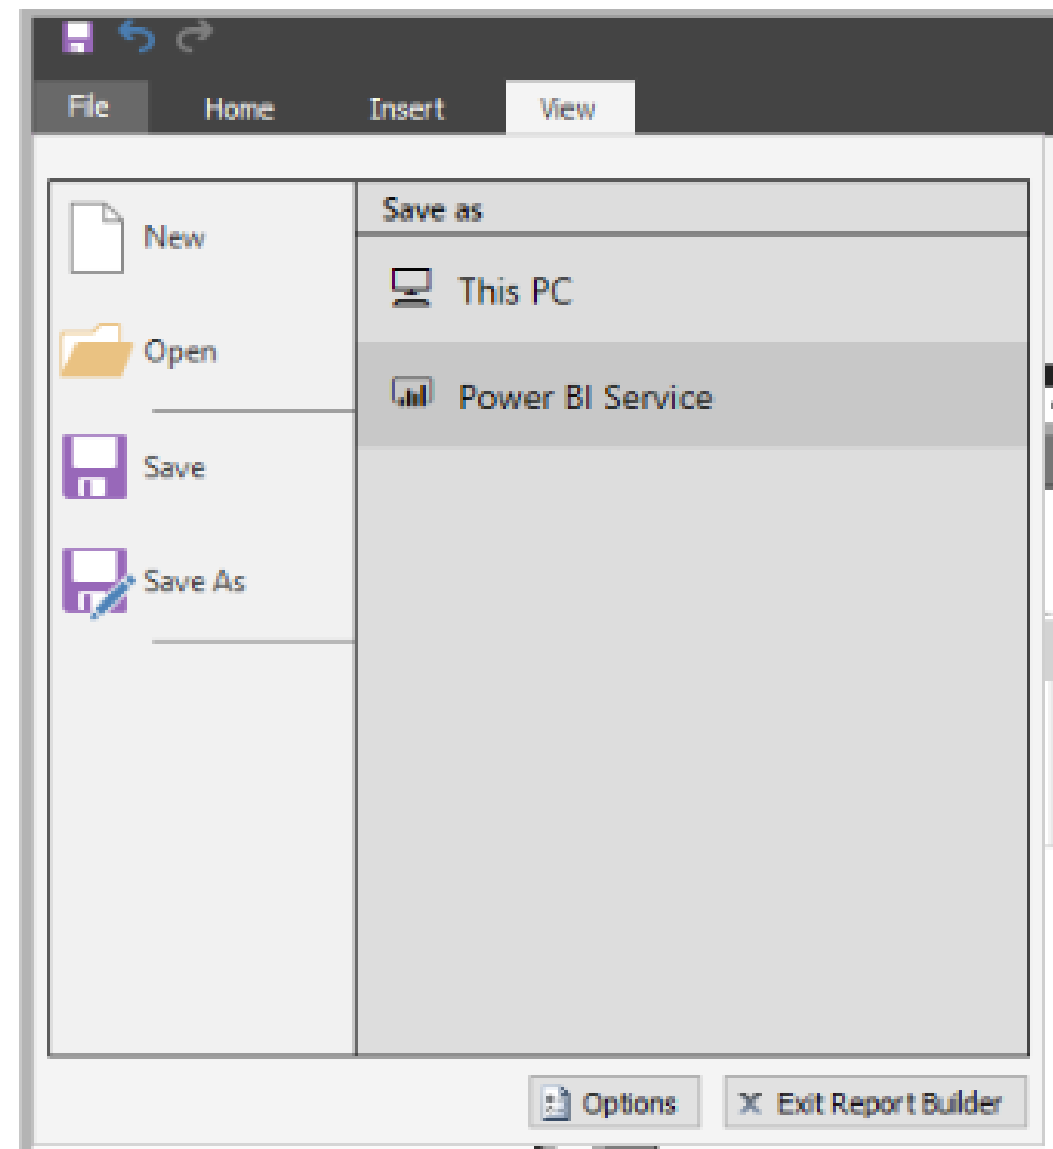 File Home Insert View
New
Open
Save
Save As
Save as
This PC
Power BI Service
Options Exit Report Builder